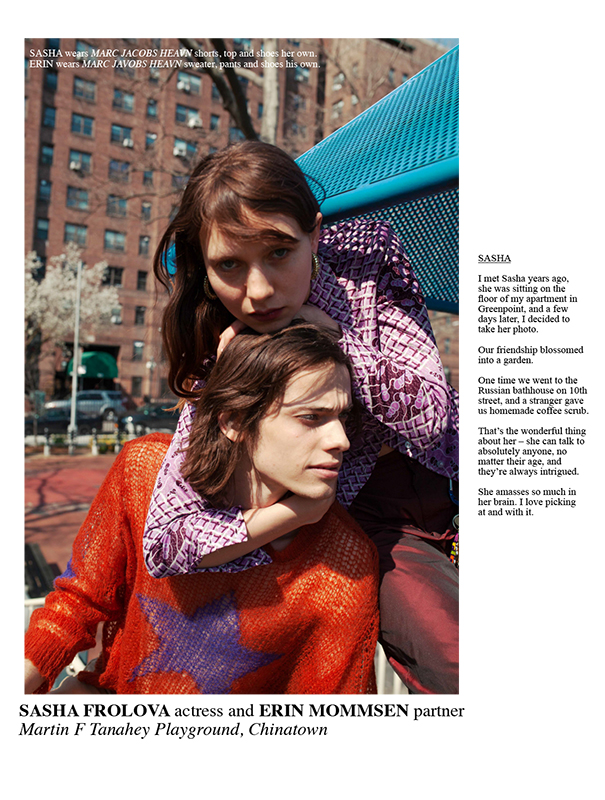 SASHA wears MARC JACOBS HEAVN shorts, top and shoes her own.
ERIN wears MARC JAVOBS HEAVN sweater, pants and shoes his own.
SASHA
I met Sasha years ago,
she was sitting on the
floor of my apartment in
Greenpoint, and a few
days later, I decided to
take her photo.
Our friendship blossomed
into a garden.
One time we went to the
Russian bathhouse on 10th
street, and a stranger gave
us homemade coffee scrub.
That's the wonderful thing
about her – she can talk to
absolutely anyone, no
matter their age, and
they're always intrigued.
She amasses so much in
her brain. I love picking
at and with it.
SASHA FROLOVA actress and ERIN MOMMSEN partner
Martin F Tanahey Playground, Chinatown